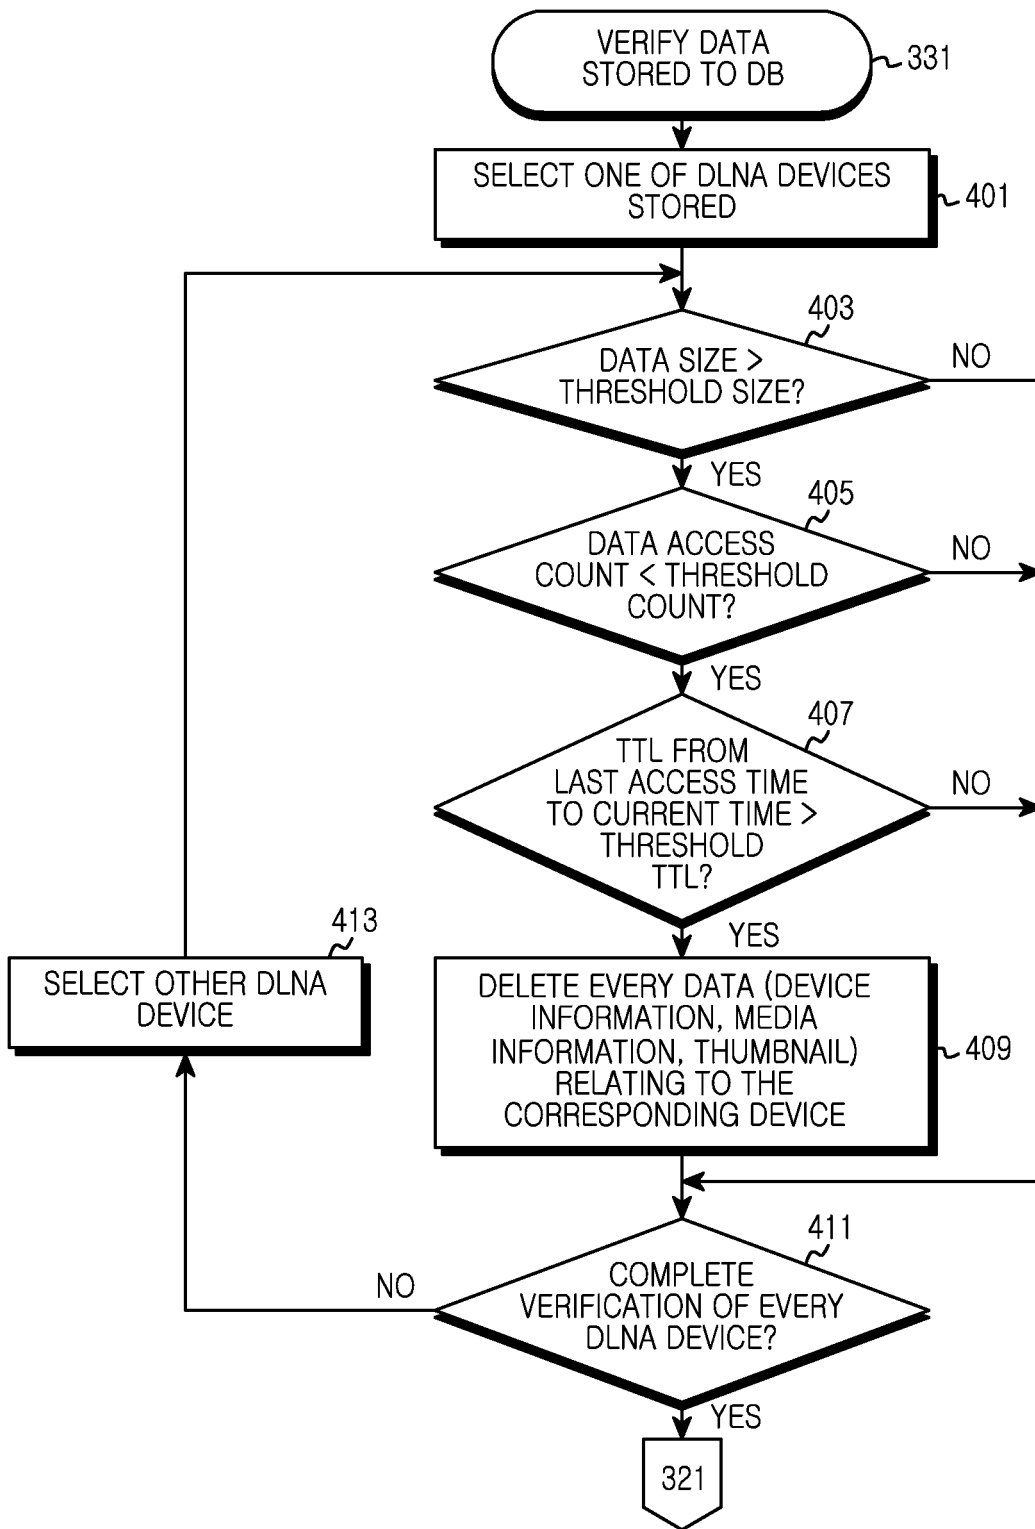 VERIFY DATA
STORED TO DB
331
SELECT ONE OF DLNA DEVICES
STORED
401
403
DATA SIZE >
THRESHOLD SIZE?
NO
YES
405
DATA ACCESS
COUNT < THRESHOLD
COUNT?
NO
YES
407
TTL FROM
LAST ACCESS TIME
TO CURRENT TIME >
THRESHOLD
TTL?
NO
YES
413
SELECT OTHER DLNA
DEVICE
DELETE EVERY DATA (DEVICE
INFORMATION, MEDIA
INFORMATION, THUMBNAIL)
RELATING TO THE
CORRESPONDING DEVICE
409
411
COMPLETE
VERIFICATION OF EVERY
DLNA DEVICE?
NO
YES
321